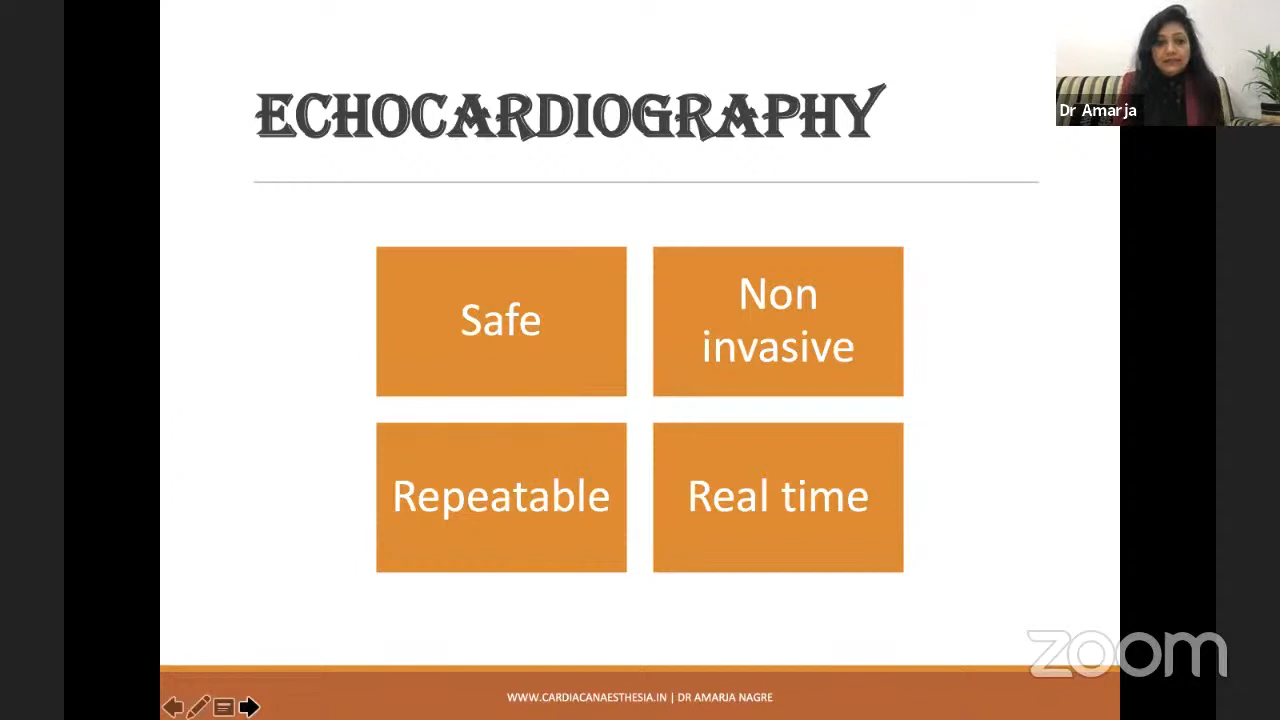 ECHOCARDIOGRAPHY
Dr Amarja
Safe
Non
invasive
Repeatable
Real time
zoom
WWW.CARDIACANAESTHESIA.IN | DR AMARJA NAGRE